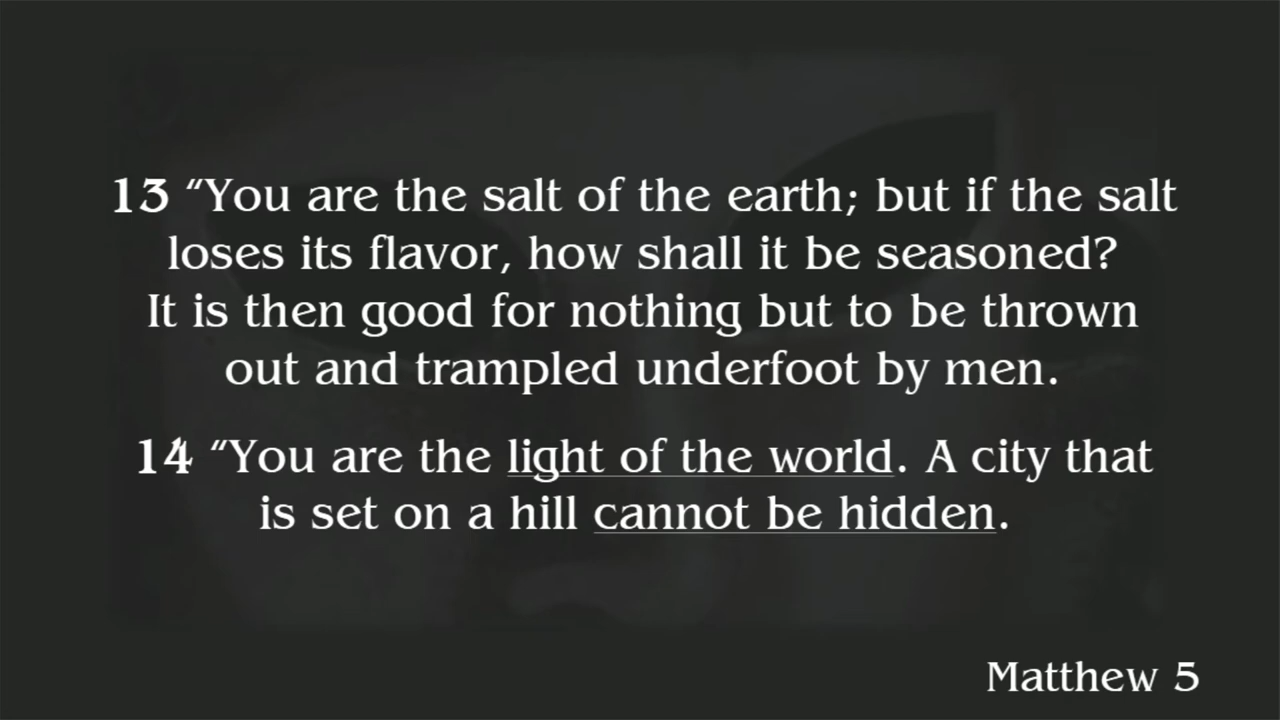 13 “You are the salt of the earth; but if the salt
loses its flavor, how shall it be seasoned?
It is then good for nothing but to be thrown
out and trampled underfoot by men.
14 “You are the light of the world. A city that
is set on a hill cannot be hidden.
Matthew 5